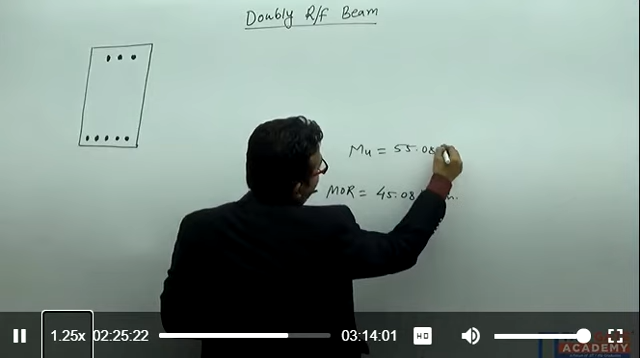 Doubly R/f Beam
Mu = 55.08
MOR = 45.08
1.25x 02:25:22 03:14:01 HD
ACADEMY